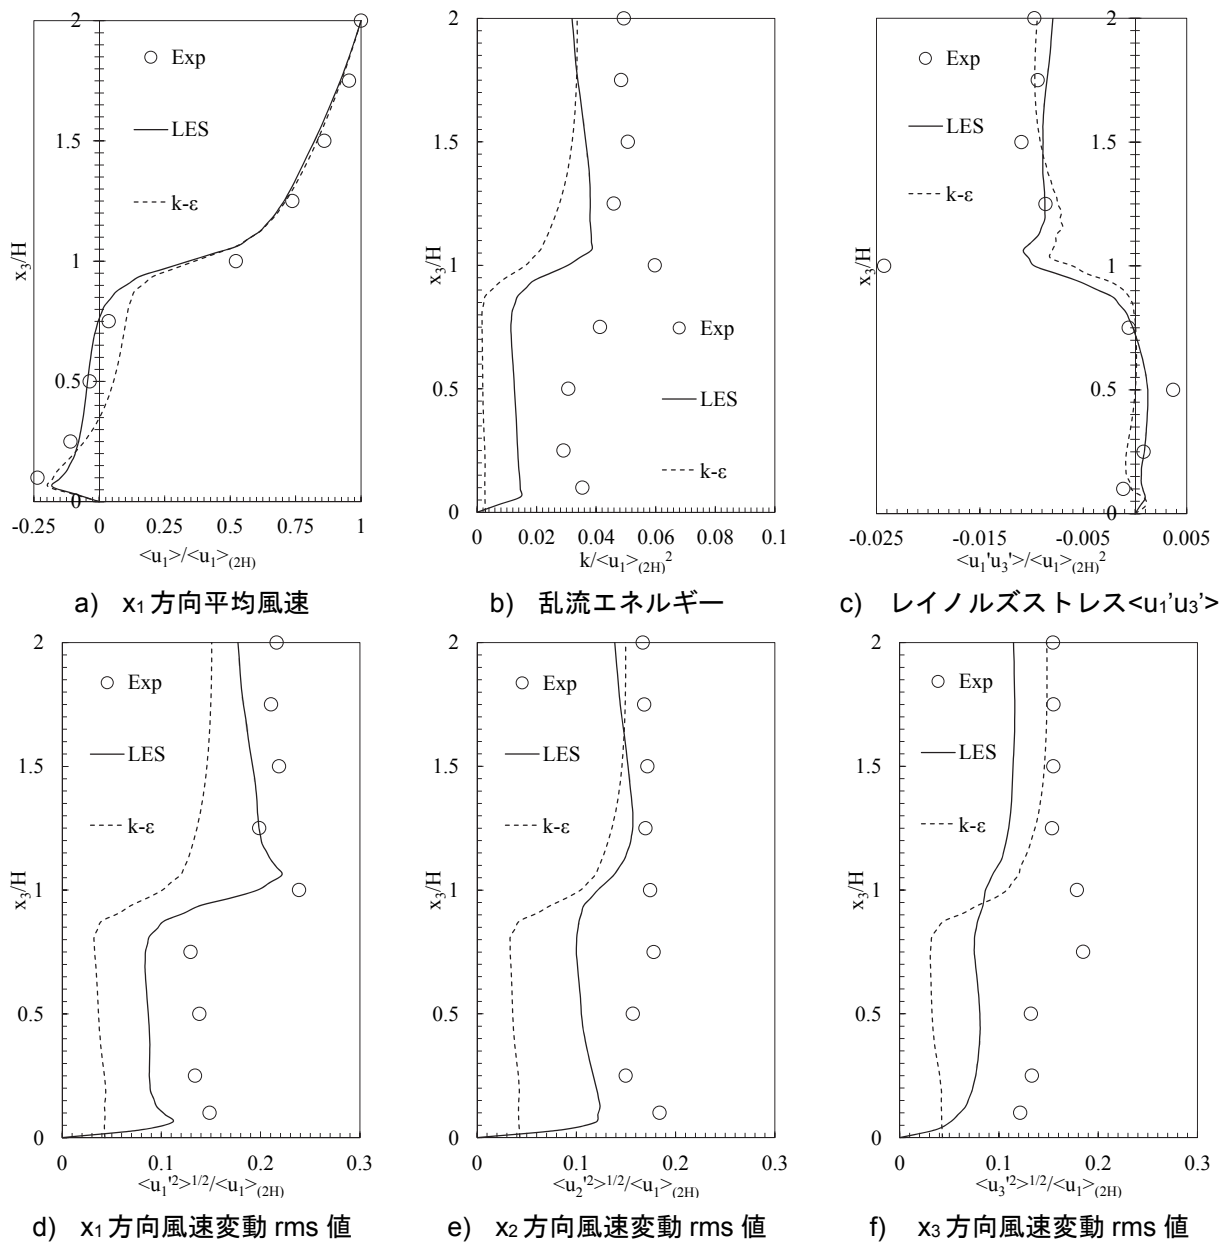 2
1.5
1
0.5
0
x₃/H
Exp
LES
k-ε
-0.25 0 0.25 0.5 0.75 1
<u₁>/<u₁>₍₂H₎
a) x₁方向平均風速
2
1.5
1
0.5
0
x₃/H
Exp
LES
k-ε
0 0.02 0.04 0.06 0.08 0.1
k/<u₁>₍₂H₎²
b) 乱流エネルギー
2
1.5
1
0.5
0
x₃/H
Exp
LES
k-ε
-0.025 -0.015 -0.005 0.005
<u₁'u₃'>/<u₁>₍₂H₎²
c) レイノルズストレス<u₁'u₃'>
2
1.5
1
0.5
0
x₃/H
Exp
LES
k-ε
0 0.1 0.2 0.3
<u₁'²>¹/²/<u₁>₍₂H₎
d) x₁方向風速変動 rms 値
2
1.5
1
0.5
0
x₃/H
Exp
LES
k-ε
0 0.1 0.2 0.3
<u₂'²>¹/²/<u₁>₍₂H₎
e) x₂方向風速変動 rms 値
2
1.5
1
0.5
0
x₃/H
Exp
LES
k-ε
0 0.1 0.2 0.3
<u₃'²>¹/²/<u₁>₍₂H₎
f) x₃方向風速変動 rms 値